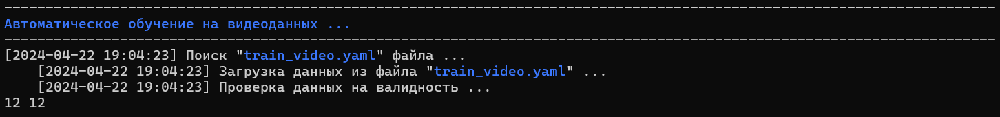 Автоматическое обучение на видеоданных ...
[2024-04-22 19:04:23] Поиск "train_video.yaml" файла ...
[2024-04-22 19:04:23] Загрузка данных из файла "train_video.yaml" ...
[2024-04-22 19:04:23] Проверка данных на валидность ...
12 12